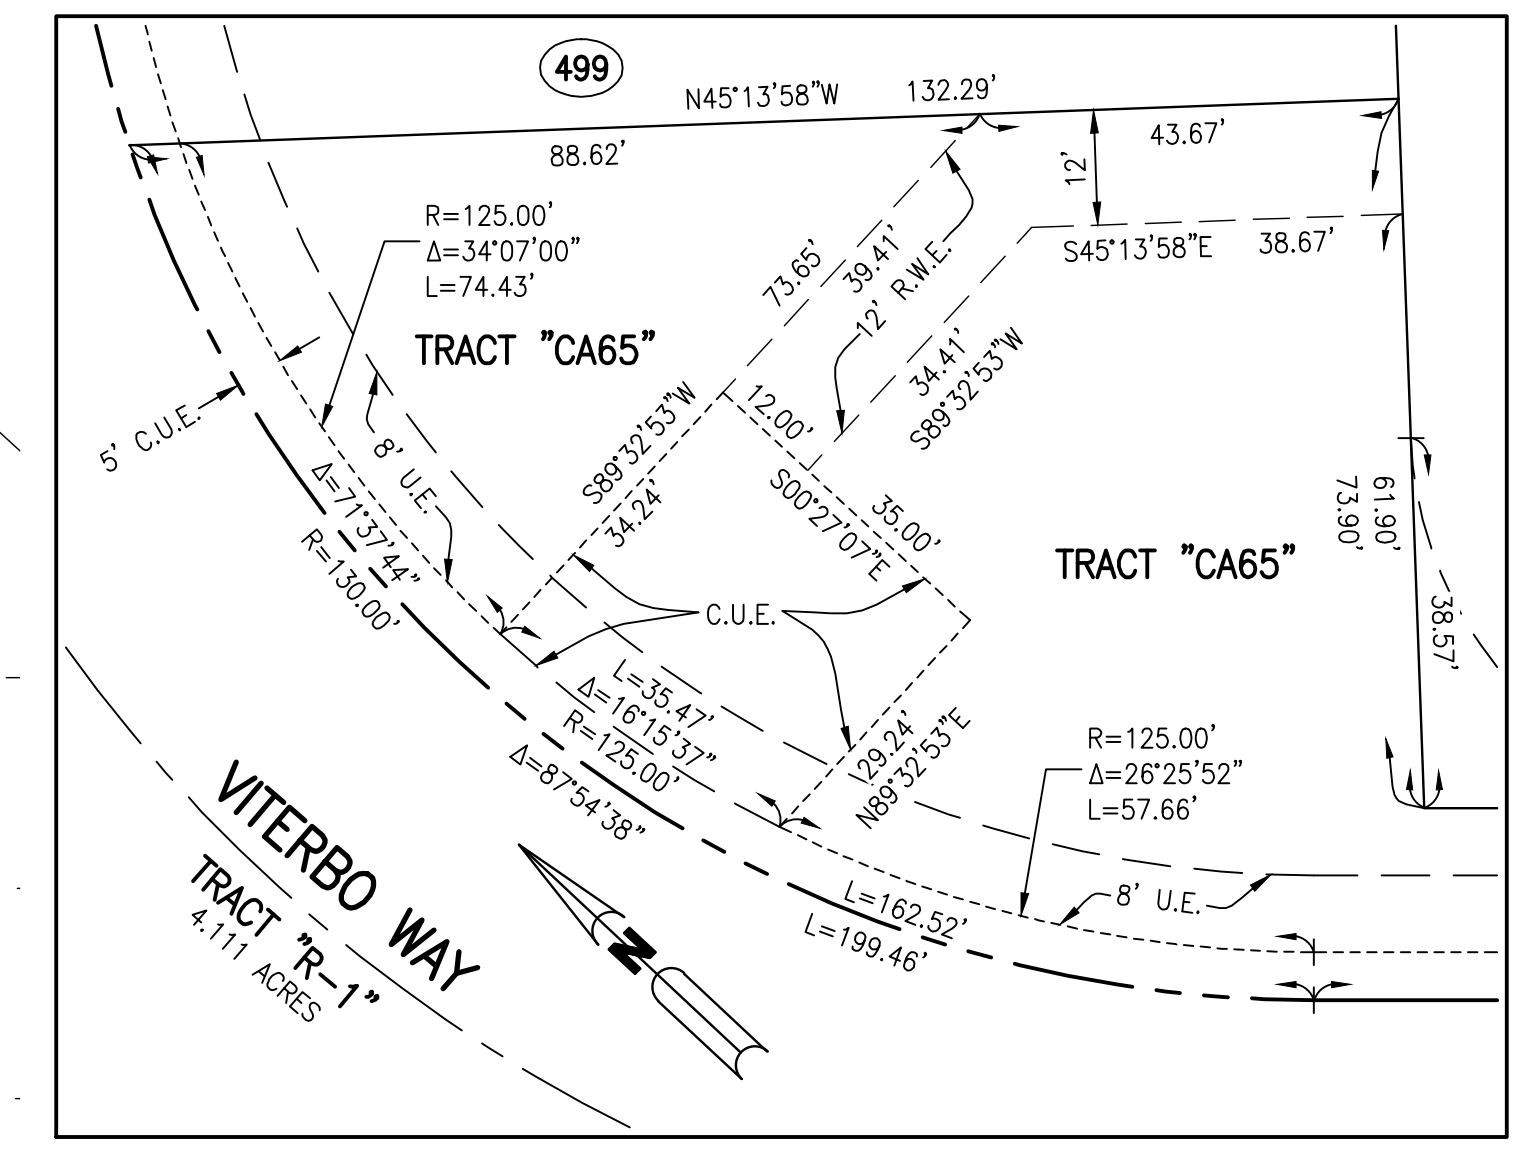 499
N45°13'58"W 132.29'
88.62'
43.67'
12'
R=125.00'
Δ=34°07'00"
L=74.43'
73.65'
39.41'
12' R.W.E.
S45°13'58"E 38.67'
TRACT "CA65"
34.41'
S89°32'53"W
12.00'
S89°32'53"W
34.24'
5' C.U.E.
8' U.E.
Δ=71°37'44"
R=130.00'
S00°27'07"E
35.00'
TRACT "CA65"
61.90'
73.90'
38.57'
C.U.E.
L=35.47'
Δ=16°15'37"
R=125.00'
Δ=87°54'38"
29.24'
N89°32'53"E
R=125.00'
Δ=26°25'52"
L=57.66'
8' U.E.
L=162.52'
L=199.46'
VITERBO WAY
TRACT "R-1"
4.111 ACRES
N